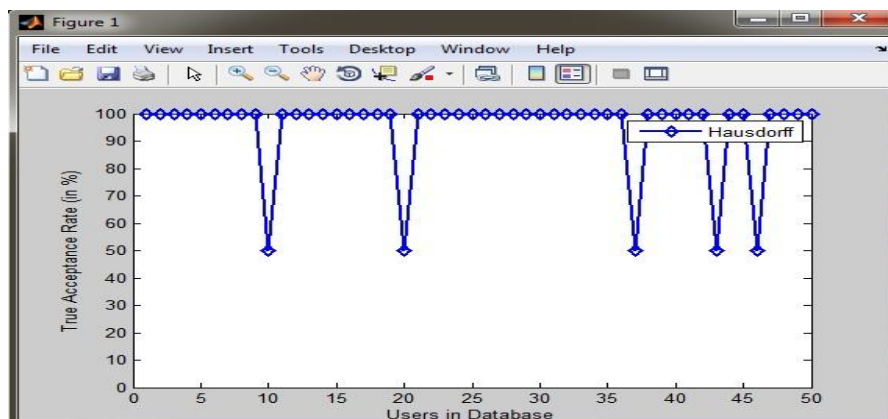 Figure 1
File Edit View Insert Tools Desktop Window Help
100
90
80
70
60
50
40
30
20
10
0
True Acceptance Rate (in %)
Hausdorff
0 5 10 15 20 25 30 35 40 45 50
Users in Database